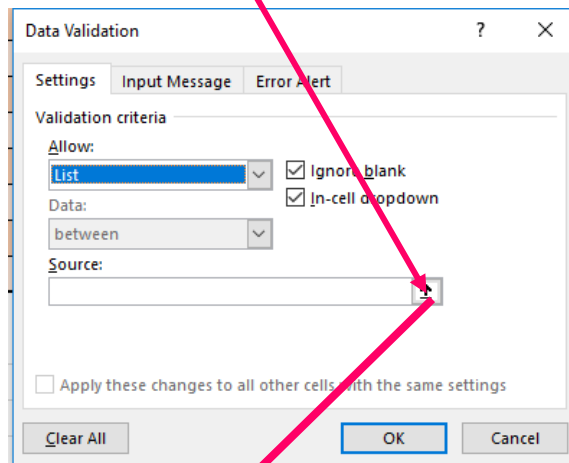 Data Validation ? ×
Settings Input Message Error Alert
Validation criteria
Allow:
List Ignore blank
In-cell dropdown
Data:
between
Source:
Apply these changes to all other cells with the same settings
Clear All OK Cancel